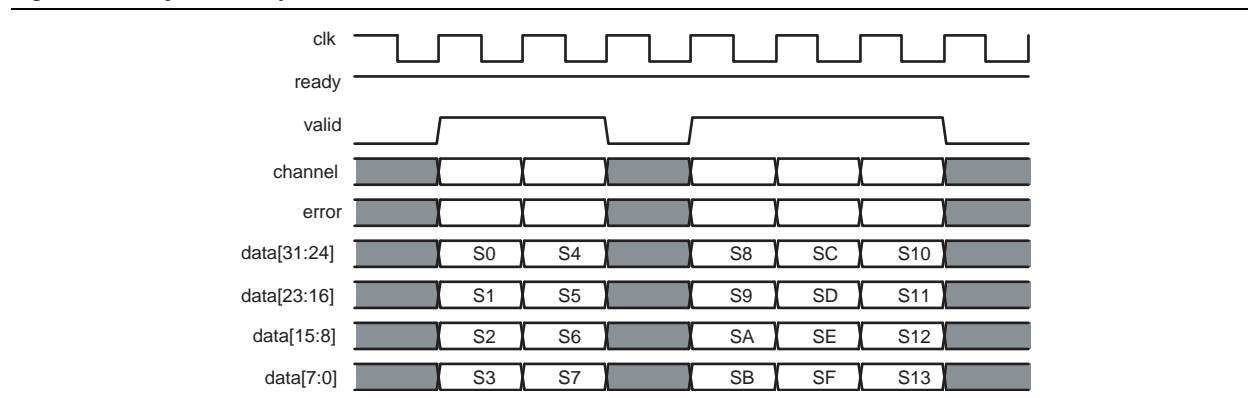 clk
ready
valid
channel
error
data[31:24] S0 S4 S8 SC S10
data[23:16] S1 S5 S9 SD S11
data[15:8] S2 S6 SA SE S12
data[7:0] S3 S7 SB SF S13